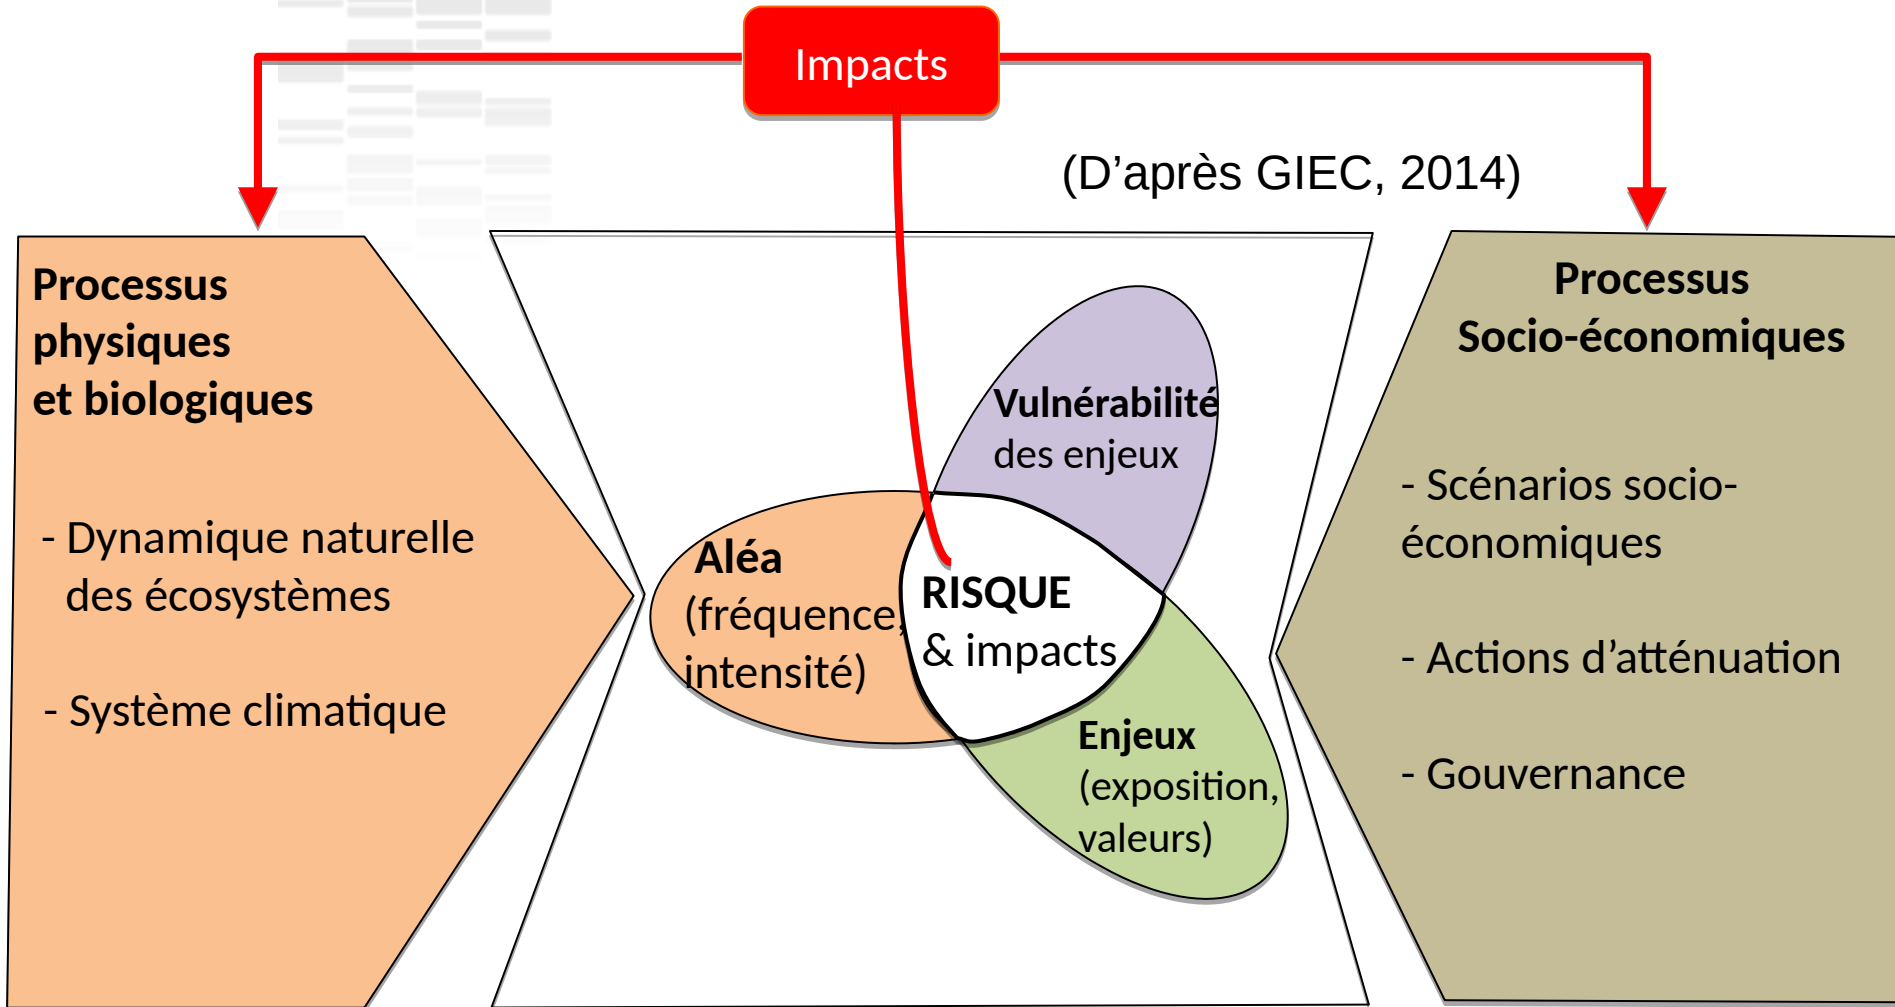 Impacts
(D’après GIEC, 2014)
Processus
physiques
et biologiques
- Dynamique naturelle
des écosystèmes
- Système climatique
Vulnérabilité
des enjeux
Aléa
(fréquence,
intensité)
RISQUE
& impacts
Enjeux
(exposition,
valeurs)
Processus
Socio-économiques
- Scénarios socio-
économiques
- Actions d’atténuation
- Gouvernance